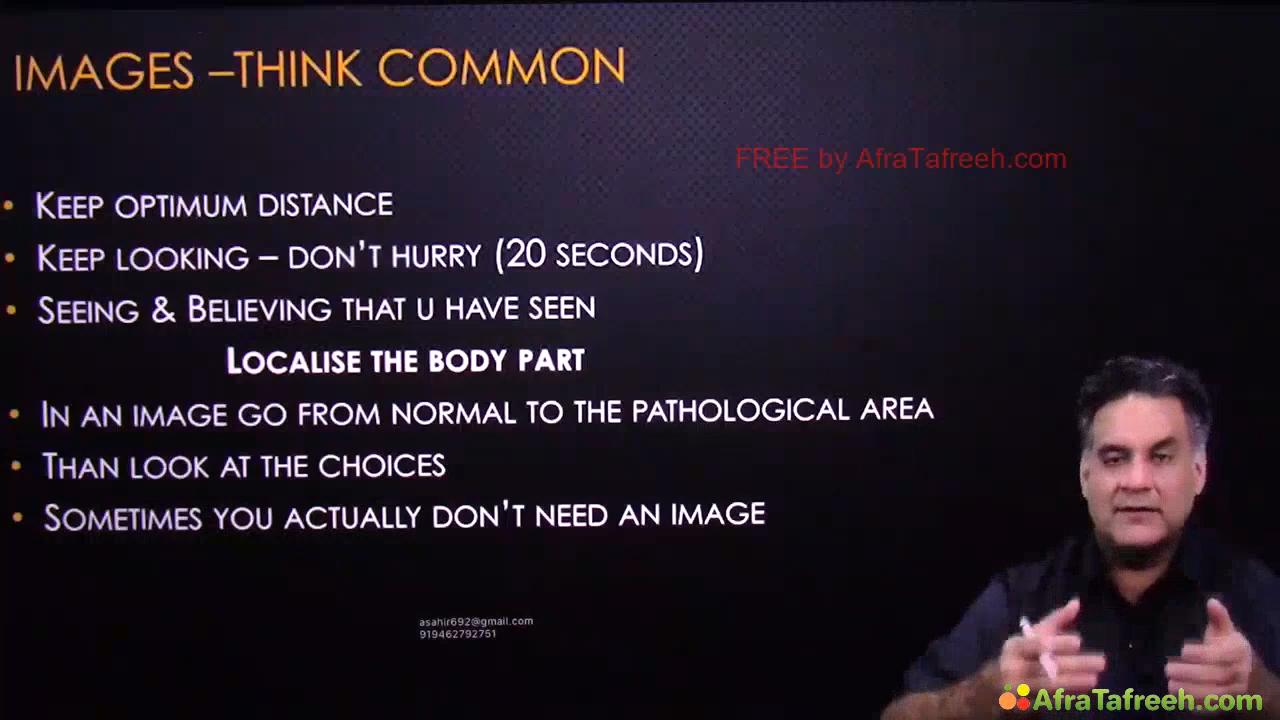 IMAGES –THINK COMMON
FREE by AfraTafreeh.com
• KEEP OPTIMUM DISTANCE
• KEEP LOOKING – DON'T HURRY (20 SECONDS)
• SEEING & BELIEVING THAT U HAVE SEEN
LOCALISE THE BODY PART
• IN AN IMAGE GO FROM NORMAL TO THE PATHOLOGICAL AREA
• THAN LOOK AT THE CHOICES
• SOMETIMES YOU ACTUALLY DON'T NEED AN IMAGE
asahir692@gmail.com
919462792751
AfraTafreeh.com